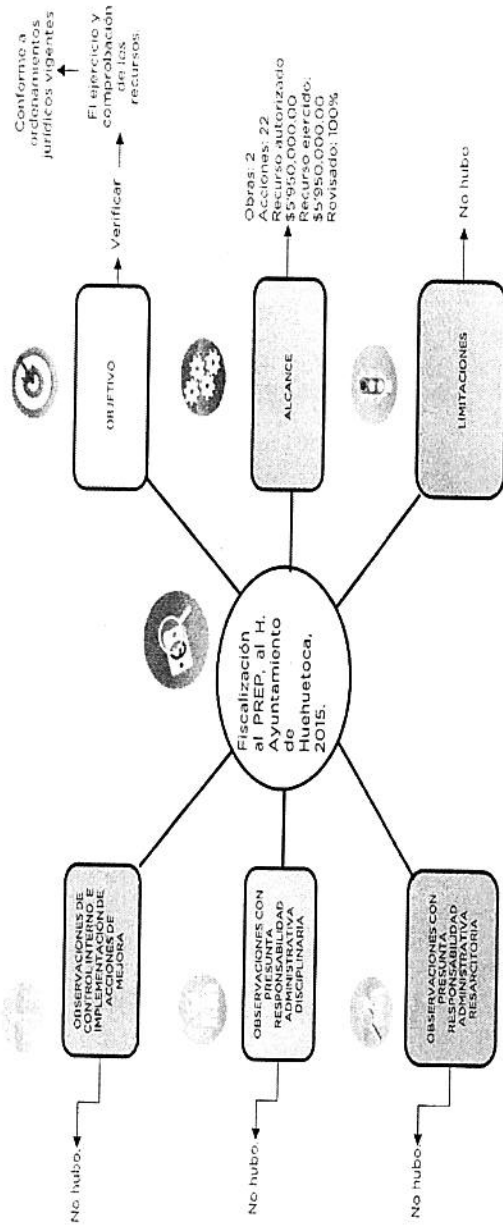 Fiscalización
al PREP, al H.
Ayuntamiento
de
Huehuetoca,
2015.
OBJETIVO
Verificar
El ejercicio y
comprobación
de los
recursos.
Conforme a
ordenamientos
jurídicos vigentes
ALCANCE
Obras: 2
Acciones: 22
Recurso autorizado
$5'950,000.00
Recurso ejercido:
$5'950,000.00
Revisado: 100%
LIMITACIONES
No hubo
OBSERVACIONES DE
CONTROL INTERNO E
IMPLEMENTACIÓN DE
ACCIONES DE
MEJORA
No hubo.
OBSERVACIONES CON
PRESUNTA
RESPONSABILIDAD
ADMINISTRATIVA
DISCIPLINARIA
No hubo.
OBSERVACIONES CON
PRESUNTA
RESPONSABILIDAD
ADMINISTRATIVA
RESARCITORIA
No hubo.